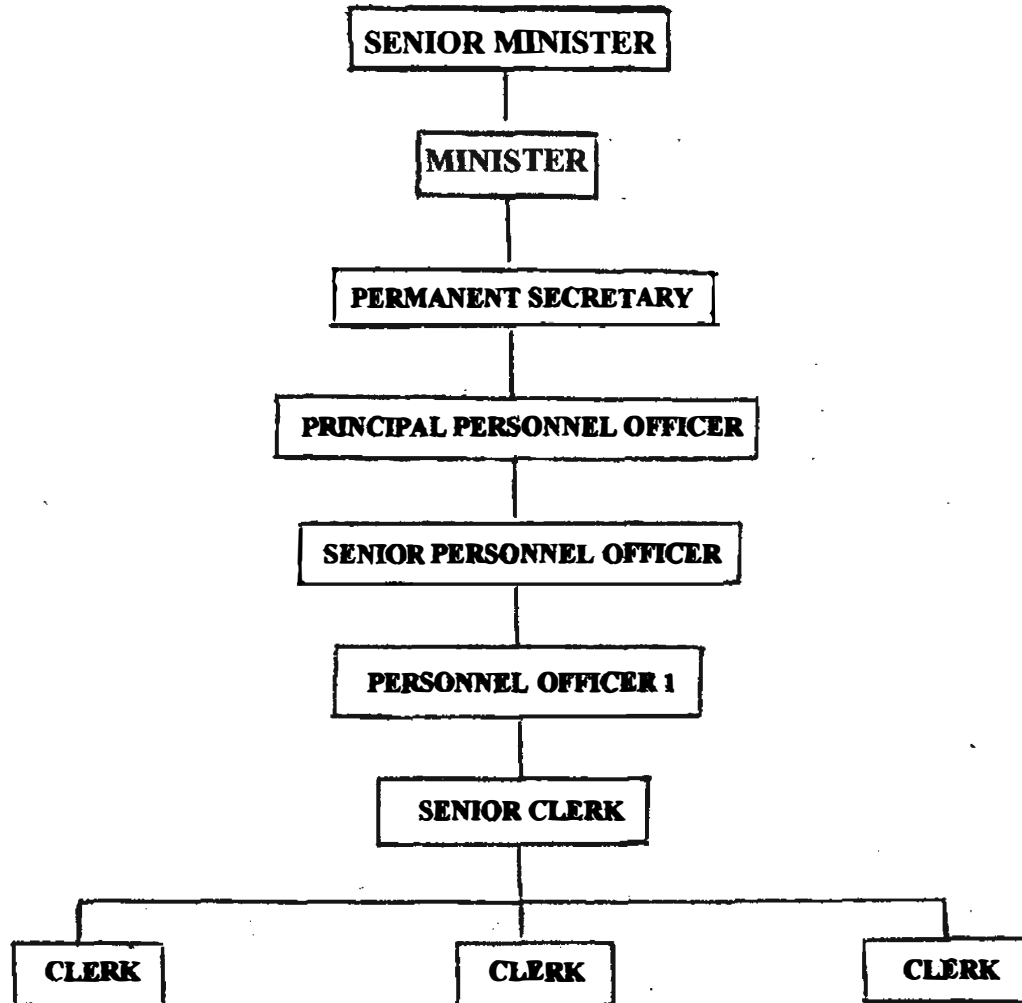 SENIOR MINISTER
MINISTER
PERMANENT SECRETARY
PRINCIPAL PERSONNEL OFFICER
SENIOR PERSONNEL OFFICER
PERSONNEL OFFICER 1
SENIOR CLERK
CLERK CLERK CLERK